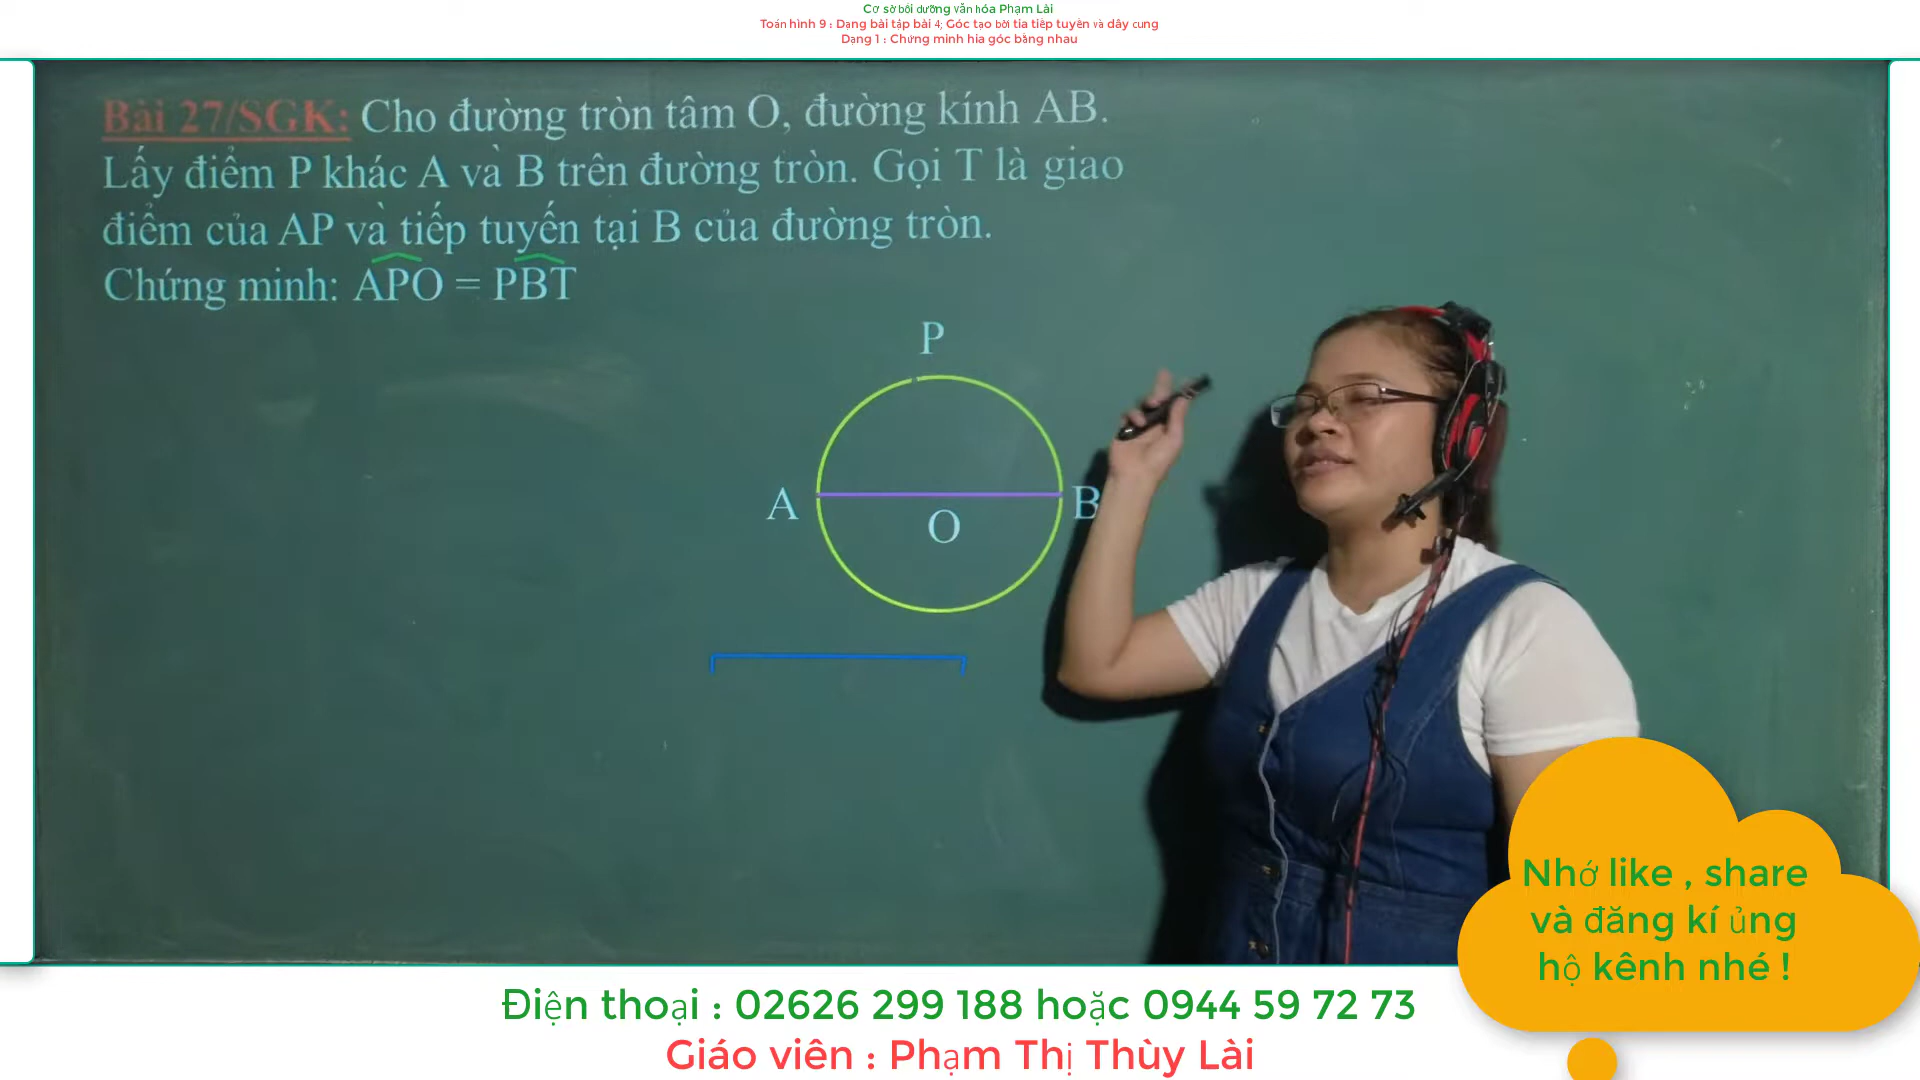 Cơ sở bồi dưỡng văn hóa Phạm Lài
Toán hình 9 : Dạng bài tập bài 4; Góc tạo bởi tia tiếp tuyến và dây cung
Dạng 1 : Chứng minh hia góc bằng nhau
Bài 27/SGK: Cho đường tròn tâm O, đường kính AB.
Lấy điểm P khác A và B trên đường tròn. Gọi T là giao
điểm của AP và tiếp tuyến tại B của đường tròn.
Chứng minh: APO = PBT
P
A
B
O
Nhớ like , share
và đăng kí ủng
hộ kênh nhé !
Điện thoại : 02626 299 188 hoặc 0944 59 72 73
Giáo viên : Phạm Thị Thùy Lài